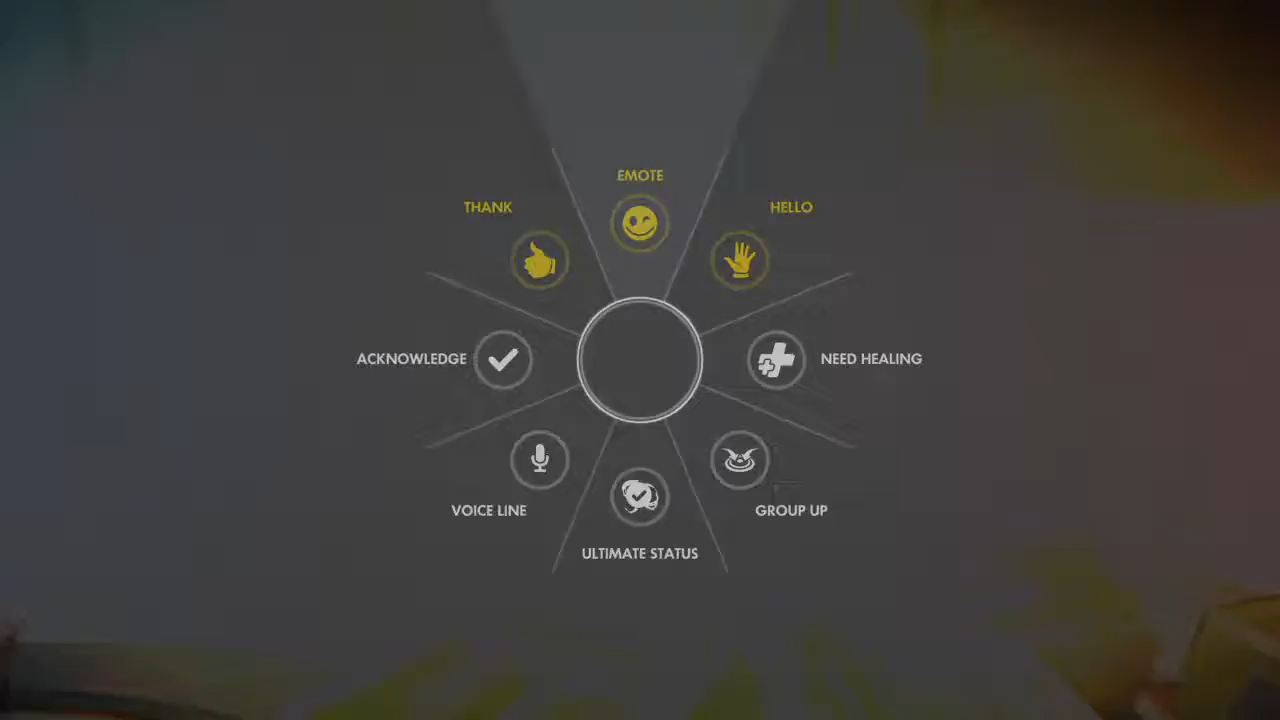 EMOTE
THANK
HELLO
ACKNOWLEDGE
NEED HEALING
VOICE LINE
GROUP UP
ULTIMATE STATUS